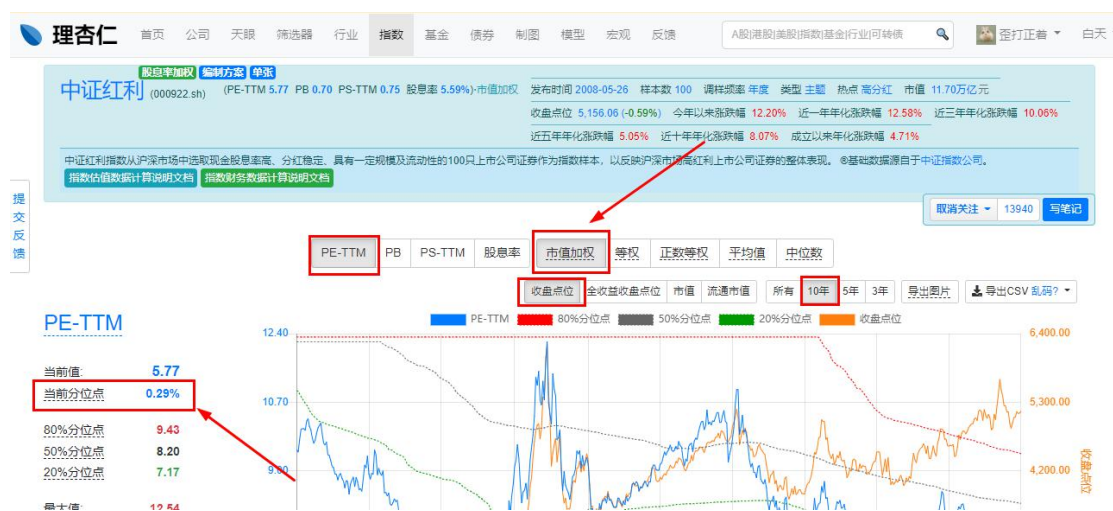 理杏仁 首页 公司 天眼 筛选器 行业 指数 基金 债券 制图 模型 宏观 反馈 A股|港股|美股|指数|基金|行业|可转债 歪打正着 白天
股息率加权 编制方案 单张
中证红利 (000922.sh) (PE-TTM 5.77 PB 0.70 PS-TTM 0.75 股息率 5.59%)-市值加权 发布时间 2008-05-26 样本数 100 调样频率 年度 类型 主题 热点 高分红 市值 11.70万亿元
收盘点位 5,156.06 (-0.59%) 今年以来涨跌幅 12.20% 近一年年化涨跌幅 12.58% 近三年年化涨跌幅 10.06%
近五年年化涨跌幅 5.05% 近十年年化涨跌幅 8.07% 成立以来年化涨跌幅 4.71%
中证红利指数从沪深市场中选取现金股息率高、分红稳定、具有一定规模及流动性的100只上市公司证券作为指数样本，以反映沪深市场高红利上市公司证券的整体表现。 ©基础数据源自于中证指数公司。
指数估值数据计算说明文档 指数财务数据计算说明文档
提交反馈
取消关注 13940 写笔记
PE-TTM PB PS-TTM 股息率 市值加权 等权 正数等权 平均值 中位数
收盘点位 全收益收盘点位 市值 流通市值 所有 10年 5年 3年 导出图片 导出CSV 乱码?
PE-TTM 80%分位点 50%分位点 20%分位点 收盘点位
PE-TTM
12.40 6,400.00
当前值: 5.77
当前分位点 0.29%
10.70 5,300.00
80%分位点 9.43
50%分位点 8.20
20%分位点 7.17
9.00 4,200.00
收盘点位
最大值: 12.54